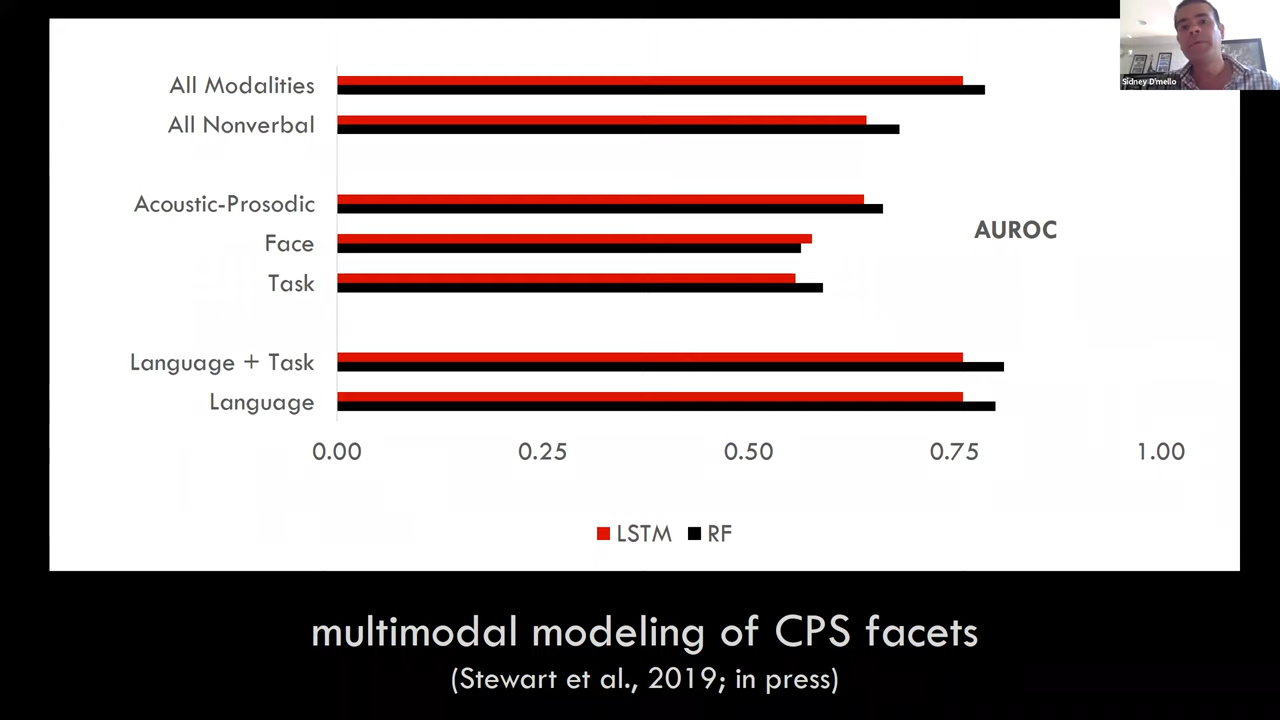 Sidney D'mello
All Modalities
All Nonverbal
Acoustic-Prosodic
Face
Task
Language + Task
Language
AUROC
0.00 0.25 0.50 0.75 1.00
LSTM RF
multimodal modeling of CPS facets
(Stewart et al., 2019; in press)